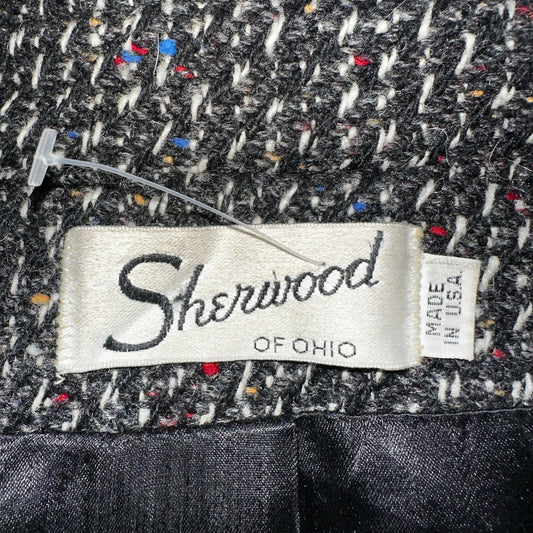 Sherwood
OF OHIO
MADE
IN U.S.A.